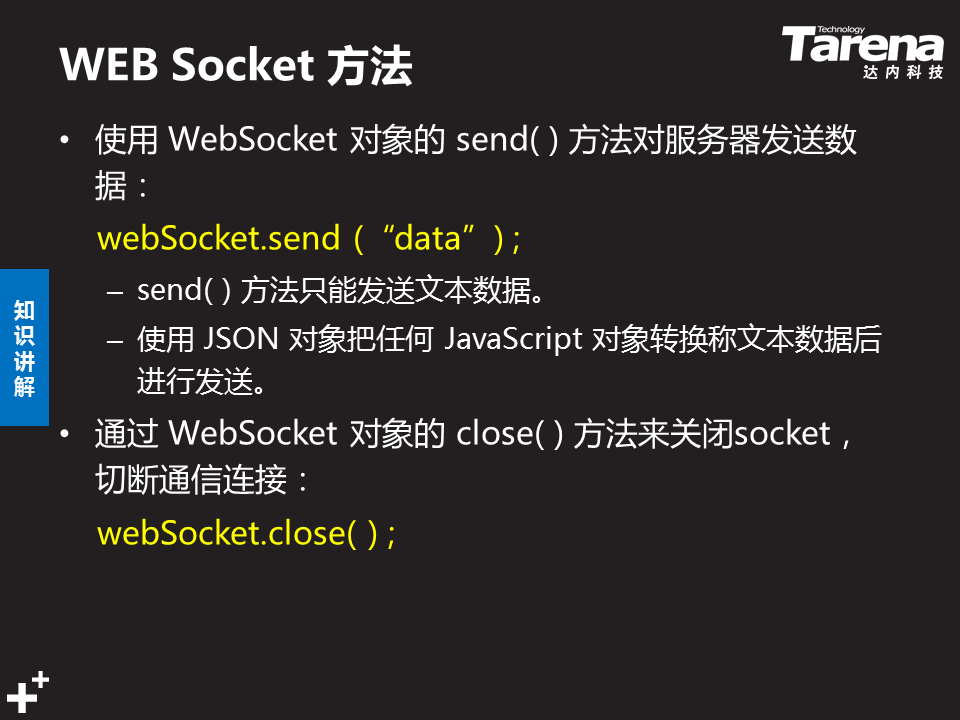 WEB Socket 方法
Technology
Tarena
达内科技
• 使用 WebSocket 对象的 send( ) 方法对服务器发送数
据：
webSocket.send（“data”) ;
– send( ) 方法只能发送文本数据。
– 使用 JSON 对象把任何 JavaScript 对象转换称文本数据后
进行发送。
知
识
讲
解
• 通过 WebSocket 对象的 close( ) 方法来关闭socket，
切断通信连接：
webSocket.close( ) ;